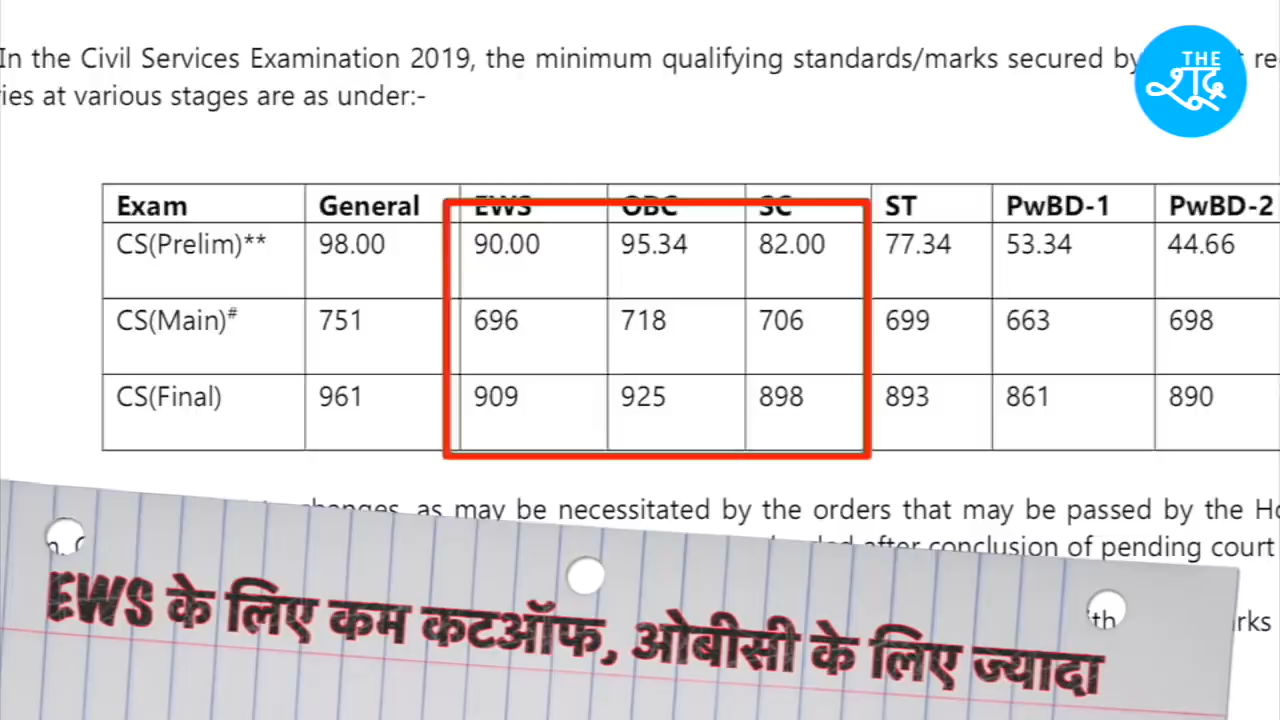 In the Civil Services Examination 2019, the minimum qualifying standards/marks secured by re
ries at various stages are as under:-
THE
शूद्र
Exam General EWS OBC SC ST PwBD-1 PwBD-2
CS(Prelim)** 98.00 90.00 95.34 82.00 77.34 53.34 44.66
CS(Main)# 751 696 718 706 699 663 698
CS(Final) 961 909 925 898 893 861 890
changes, as may be necessitated by the orders that may be passed by the Ho
after conclusion of pending court
EWS के लिए कम कटऑफ, ओबीसी के लिए ज्यादा